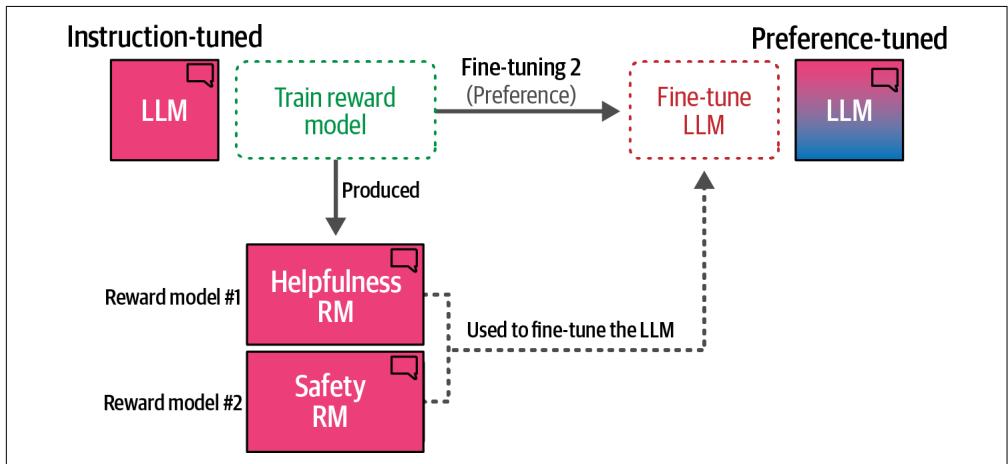 Instruction-tuned
LLM
Train reward
model
Fine-tuning 2
(Preference)
Fine-tune
LLM
Preference-tuned
LLM
Produced
Reward model #1
Helpfulness
RM
Used to fine-tune the LLM
Reward model #2
Safety
RM